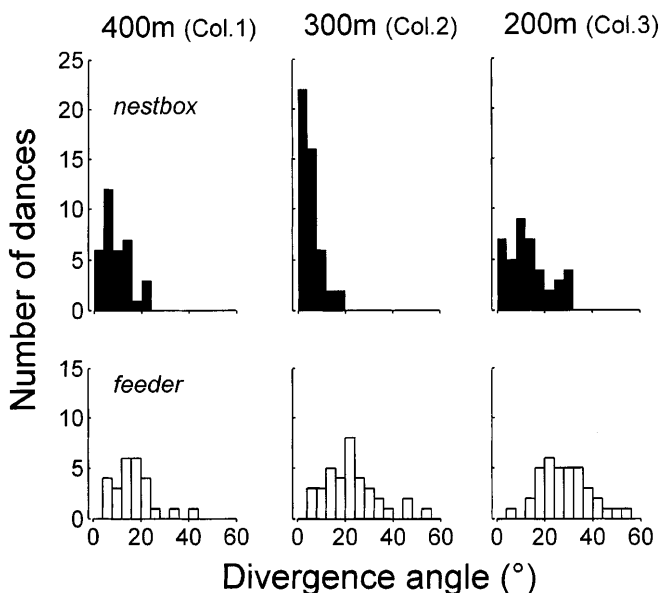 400m (Col.1) 300m (Col.2) 200m (Col.3)
Number of dances
25
20
15
10
5
0
nestbox
0 20 40 60 0 20 40 60 0 20 40 60
15
10
5
0
feeder
Divergence angle (°)